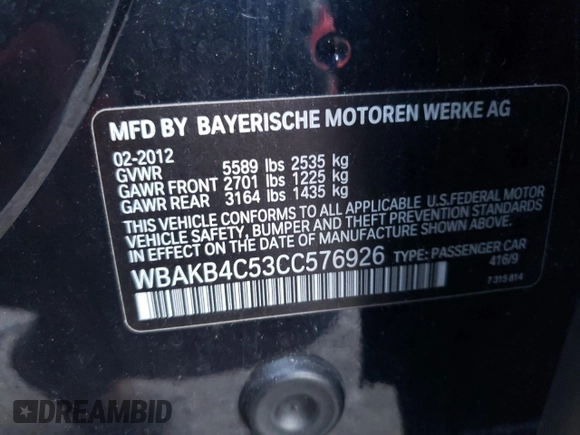 MFD BY BAYERISCHE MOTOREN WERKE AG
02-2012
GVWR 5589 lbs 2535 kg
GAWR FRONT 2701 lbs 1225 kg
GAWR REAR 3164 lbs 1435 kg
THIS VEHICLE CONFORMS TO ALL APPLICABLE U.S.FEDERAL MOTOR
VEHICLE SAFETY, BUMPER AND THEFT PREVENTION STANDARDS
IN EFFECT ON THE DATE OF MANUFACTURE SHOWN ABOVE.
WBAKB4C53CC576926 TYPE: PASSENGER CAR
416/9
7 315 814
DREAMBID